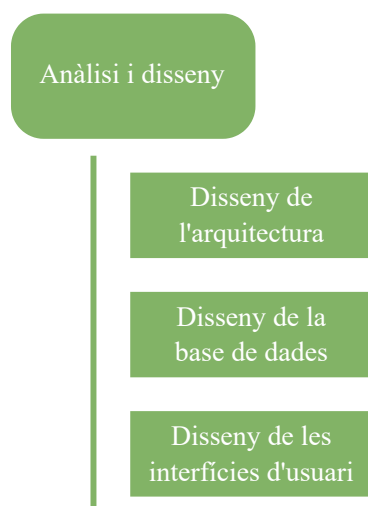 Anàlisi i disseny
Disseny de
l'arquitectura
Disseny de la
base de dades
Disseny de les
interfícies d'usuari